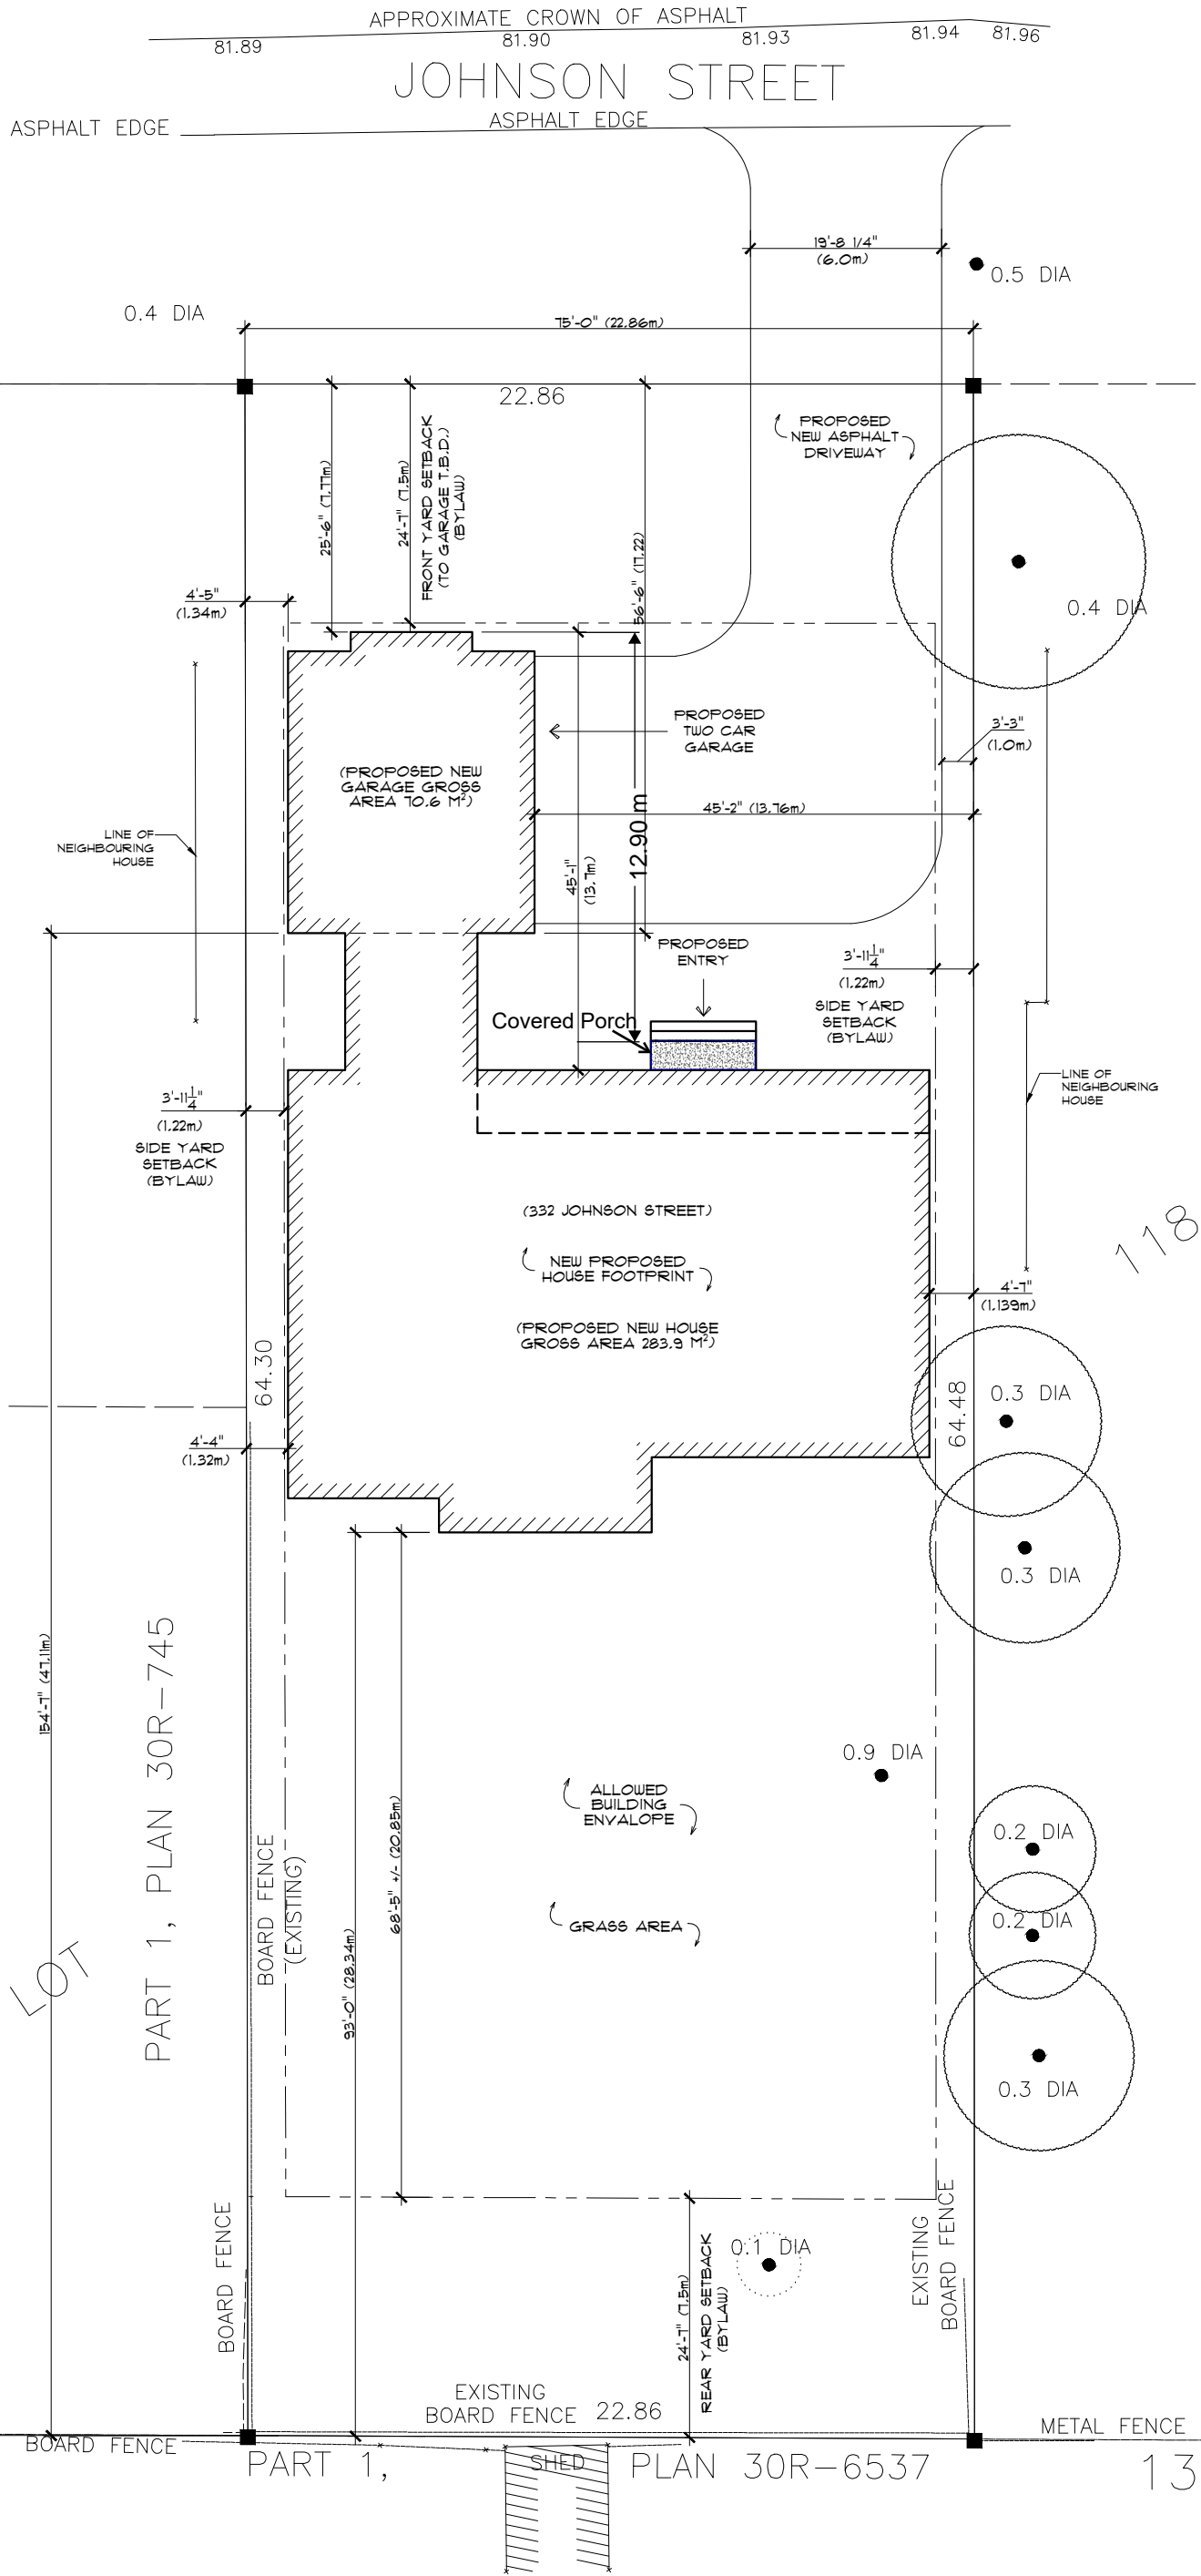 APPROXIMATE CROWN OF ASPHALT
81.89
81.90
81.93
81.94
81.96
JOHNSON STREET
ASPHALT EDGE
ASPHALT EDGE
19'-8 1/4"
(6.0m)
0.5 DIA
0.4 DIA
75'-0" (22.86m)
22.86
PROPOSED
NEW ASPHALT
DRIVEWAY
25'-6" (7.77m)
24'-7" (7.5m)
FRONT YARD SETBACK
(TO GARAGE T.B.D.)
(BYLAW)
56'-6" (17.22)
4'-5"
(1.34m)
0.4 DIA
PROPOSED
TWO CAR
GARAGE
3'-3"
(1.0m)
(PROPOSED NEW
GARAGE GROSS
AREA 70.6 M²)
45'-2" (13.76m)
12.90 m
45'-1"
(13.7m)
LINE OF
NEIGHBOURING
HOUSE
PROPOSED
ENTRY
3'-11 1/4"
(1.22m)
SIDE YARD
SETBACK
(BYLAW)
Covered Porch
LINE OF
NEIGHBOURING
HOUSE
3'-11 1/4"
(1.22m)
SIDE YARD
SETBACK
(BYLAW)
(332 JOHNSON STREET)
118
NEW PROPOSED
HOUSE FOOTPRINT
4'-7"
(1.139m)
(PROPOSED NEW HOUSE
GROSS AREA 283.9 M²)
64.30
64.48
0.3 DIA
4'-4"
(1.32m)
0.3 DIA
154'-7" (47.11m)
PART 1, PLAN 30R-745
0.9 DIA
ALLOWED
BUILDING
ENVALOPE
0.2 DIA
68'-5" +/- (20.85m)
BOARD FENCE
(EXISTING)
GRASS AREA
0.2 DIA
93'-0" (28.34m)
LOT
0.3 DIA
BOARD FENCE
0.1 DIA
EXISTING
BOARD FENCE
24'-7" (7.5m)
REAR YARD SETBACK
(BYLAW)
EXISTING
BOARD FENCE 22.86
METAL FENCE
BOARD FENCE
PART 1,
SHED
PLAN 30R-6537
13